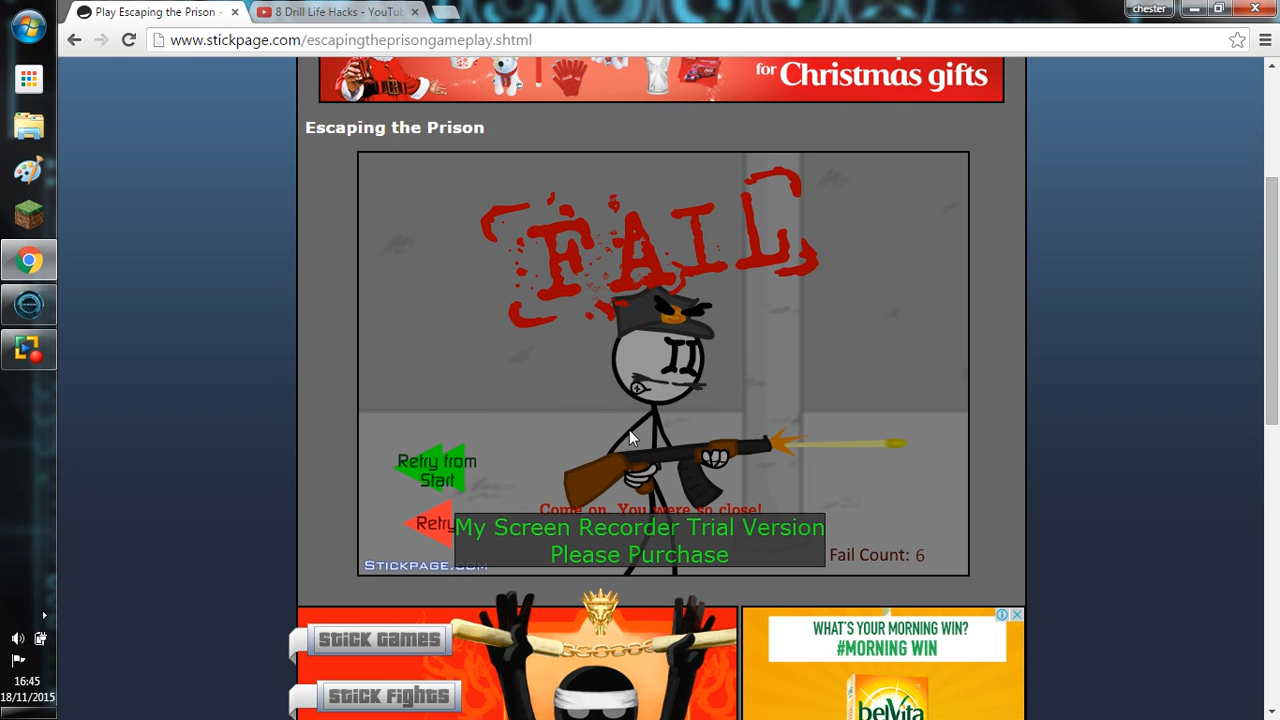 Play Escaping the Prison -
8 Drill Life Hacks - YouTub
chester
www.stickpage.com/escapingtheprisongameplay.shtml
for Christmas gifts
Escaping the Prison
FAIL
Retry from
Start
Come on, You were so close!
Retry
My Screen Recorder Trial Version
Please Purchase
Fail Count: 6
STICKPAGE.COM
STICK GAMES
STICK FIGHTS
WHAT'S YOUR MORNING WIN?
#MORNING WIN
belVita
16:45
18/11/2015